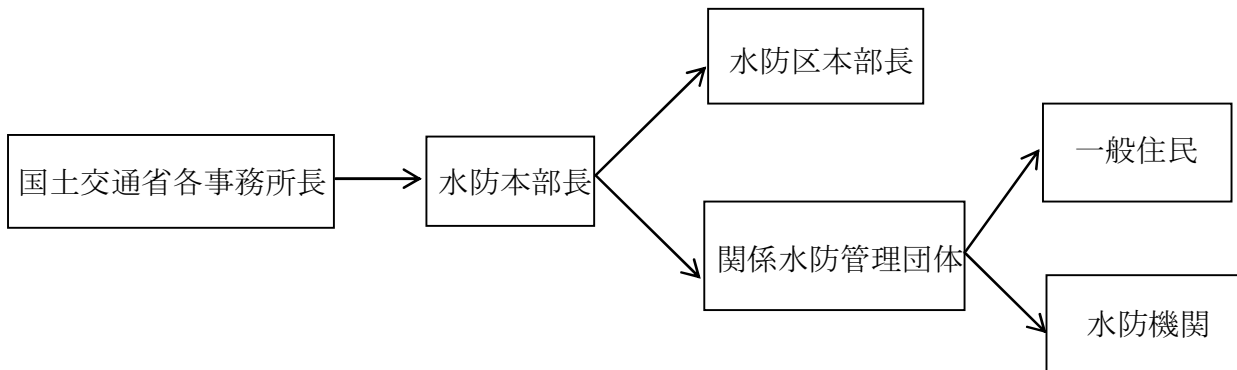 水防区本部長
一般住民
国土交通省各事務所長
水防本部長
関係水防管理団体
水防機関